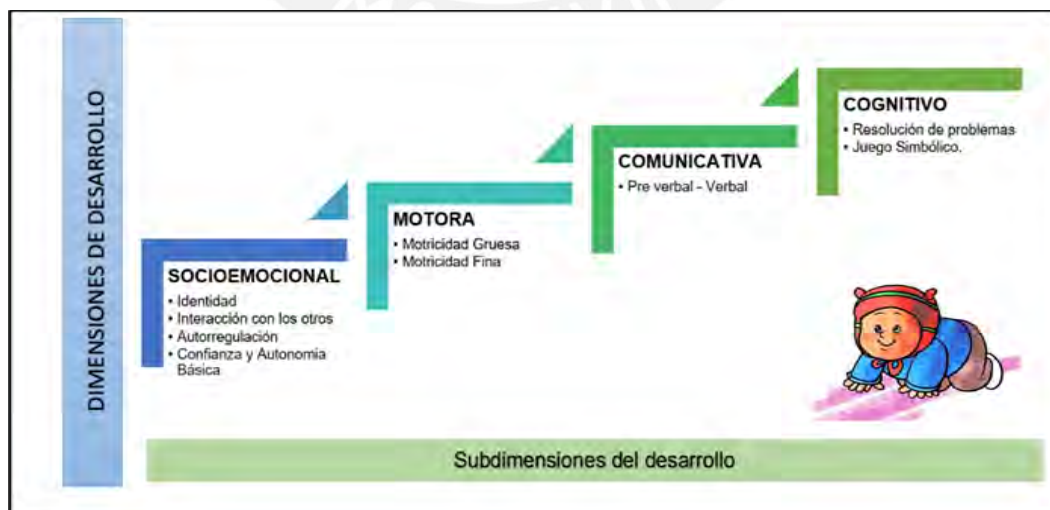 DIMENSIONES DE DESARROLLO
SOCIOEMOCIONAL
• Identidad
• Interacción con los otros
• Autorregulación
• Confianza y Autonomía
Básica
MOTORA
• Motricidad Gruesa
• Motricidad Fina
COMUNICATIVA
• Pre verbal - Verbal
COGNITIVO
• Resolución de problemas
• Juego Simbólico.
Subdimensiones del desarrollo